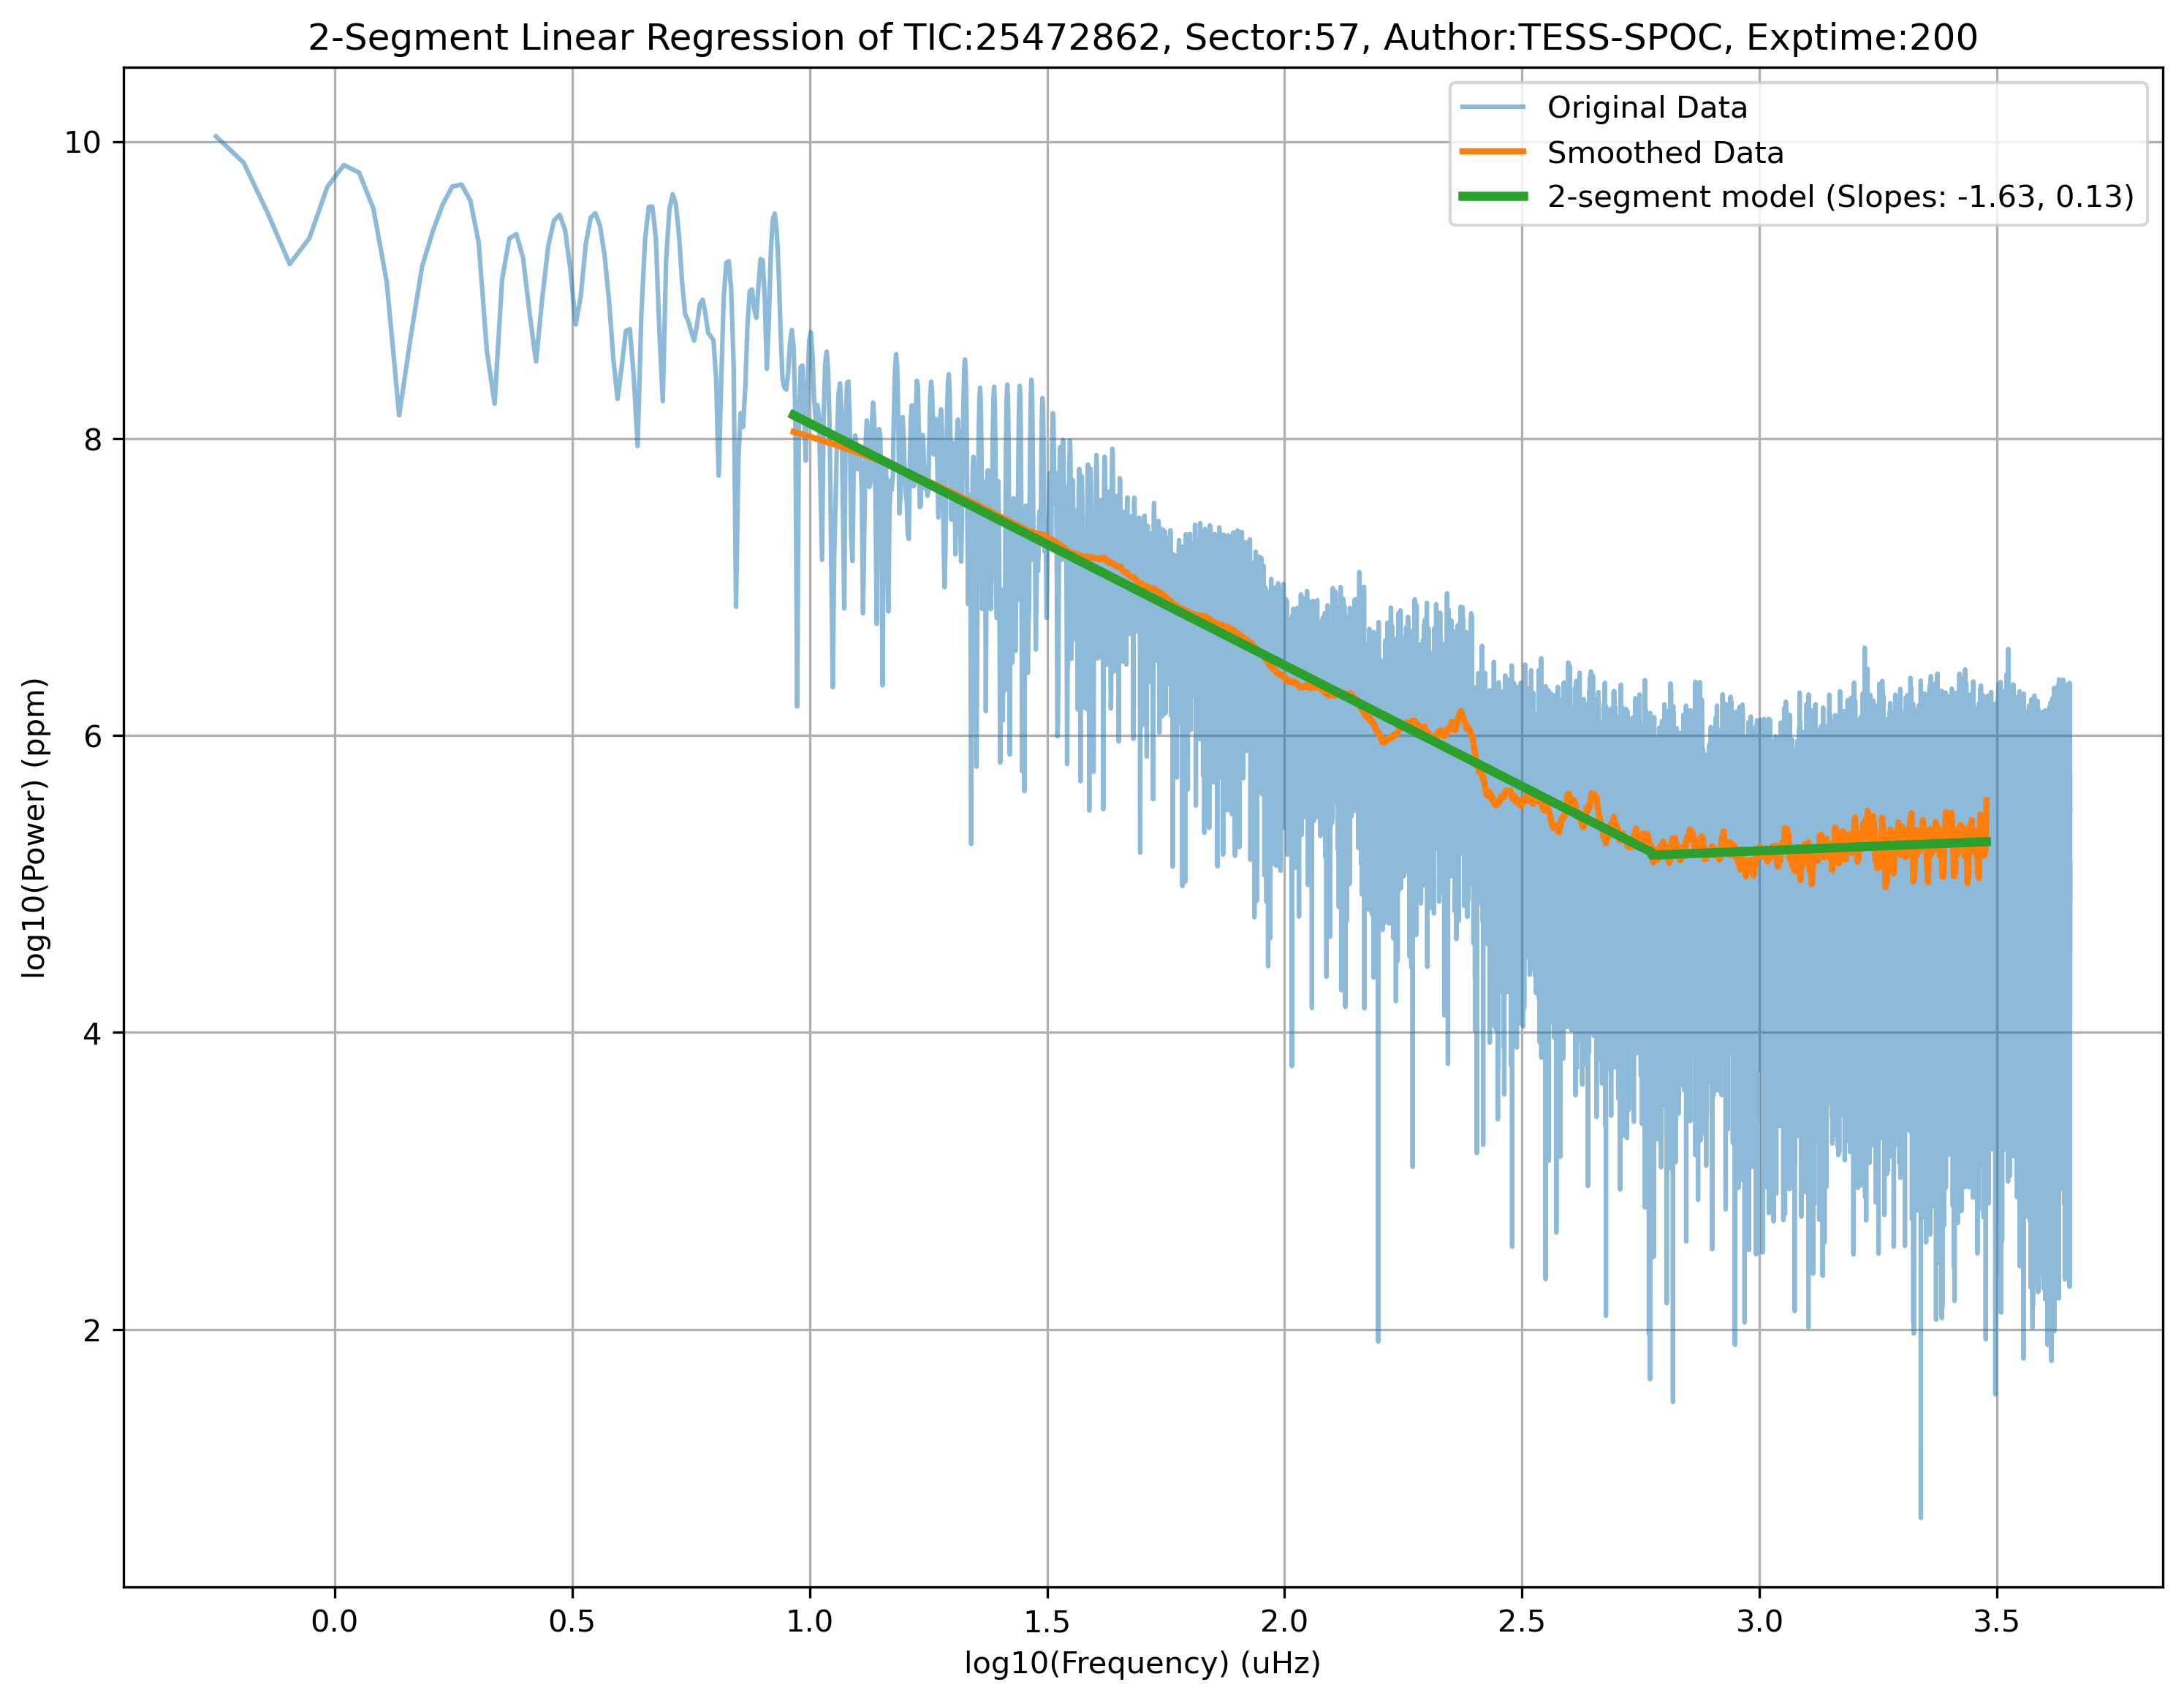 2-Segment Linear Regression of TIC:25472862, Sector:57, Author:TESS-SPOC, Exptime:200
Original Data
Smoothed Data
2-segment model (Slopes: -1.63, 0.13)
log10(Power) (ppm)
10
8
6
4
2
0.0 0.5 1.0 1.5 2.0 2.5 3.0 3.5
log10(Frequency) (uHz)